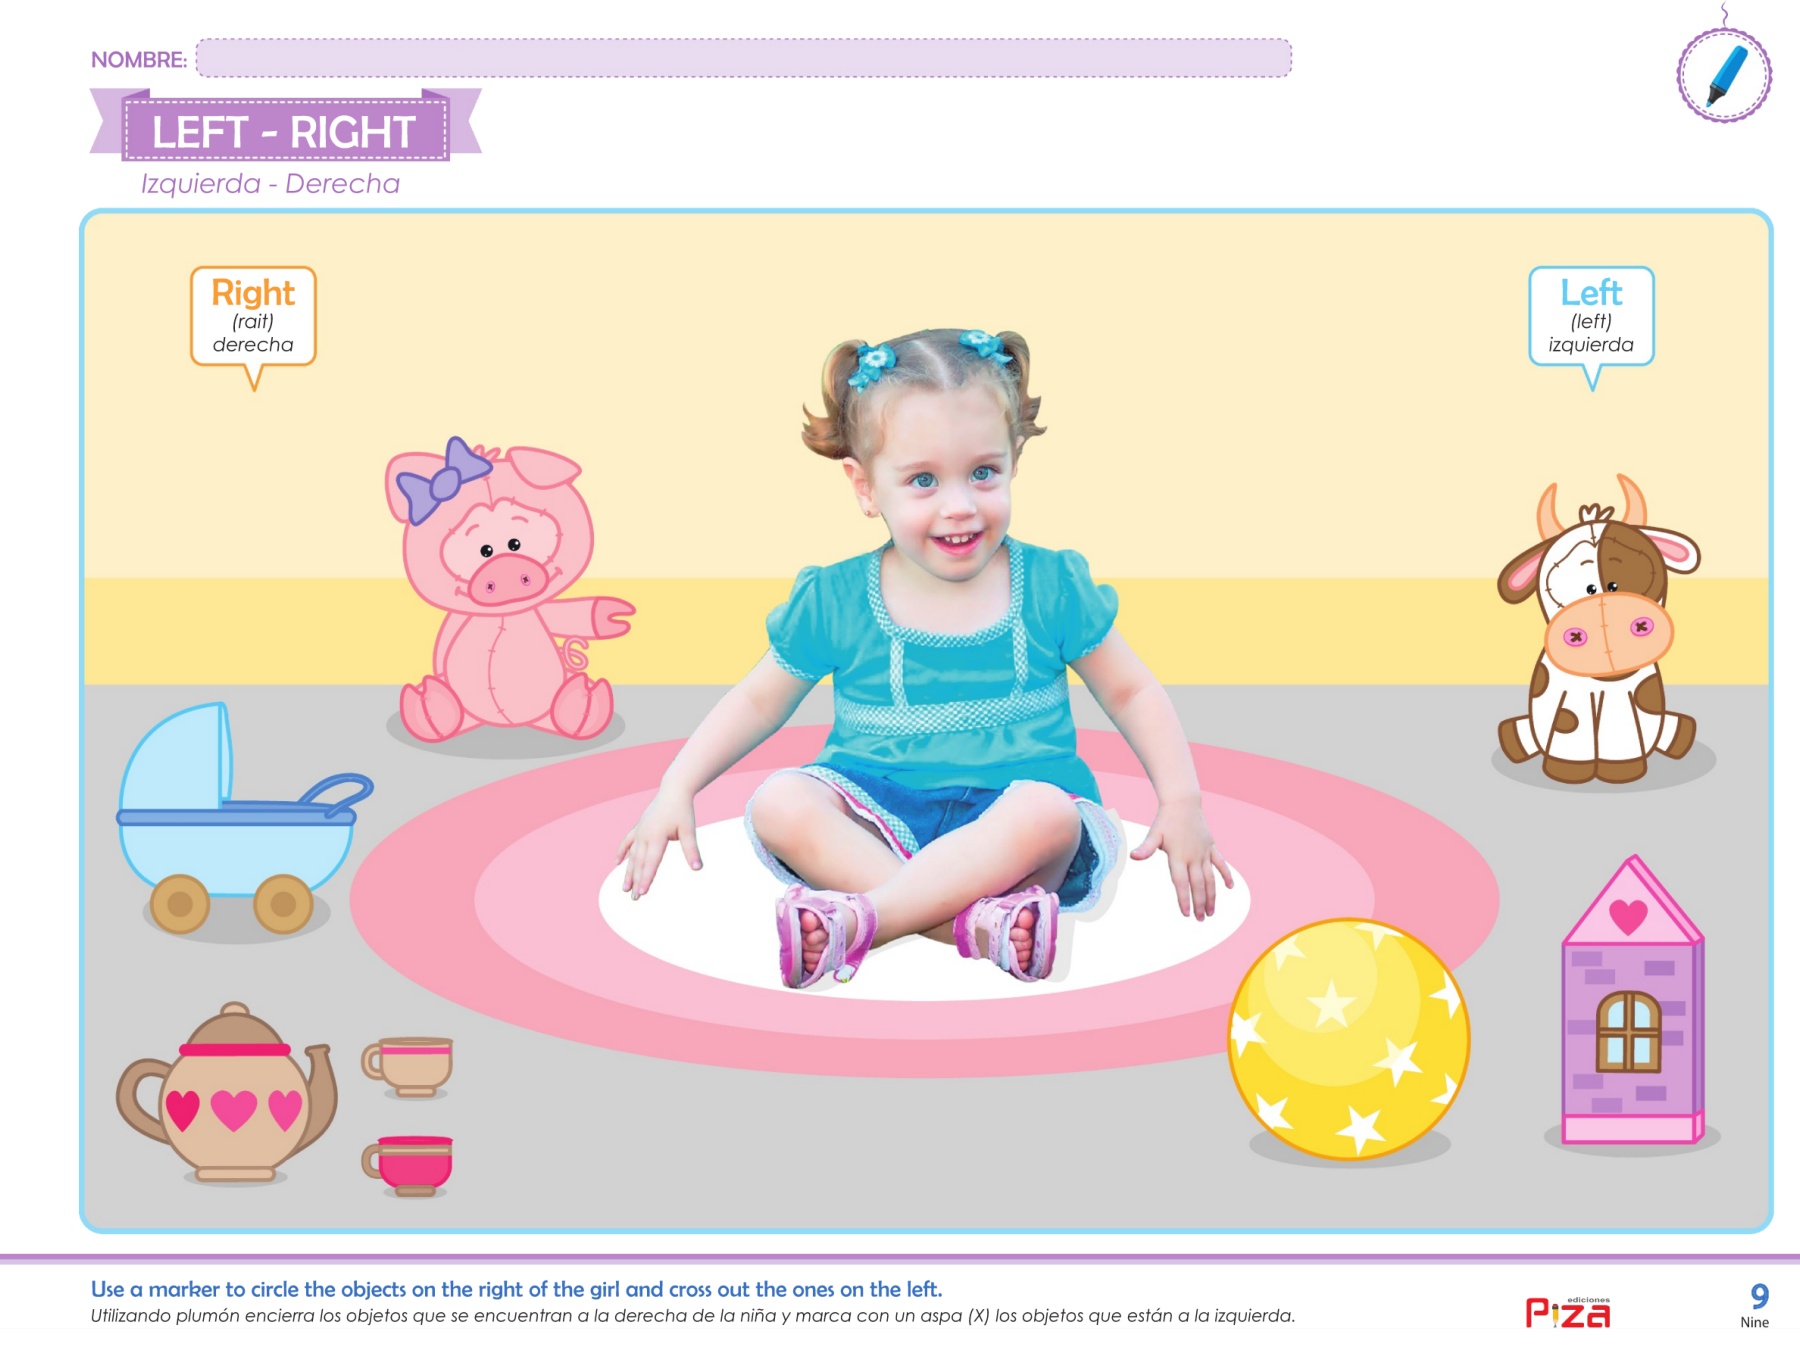 NOMBRE:
LEFT - RIGHT
Izquierda - Derecha
Right
(rait)
derecha
Left
(left)
izquierda
Use a marker to circle the objects on the right of the girl and cross out the ones on the left.
Utilizando plumón encierra los objetos que se encuentran a la derecha de la niña y marca con un aspa (X) los objetos que están a la izquierda.
ediciones
Piza
9
Nine